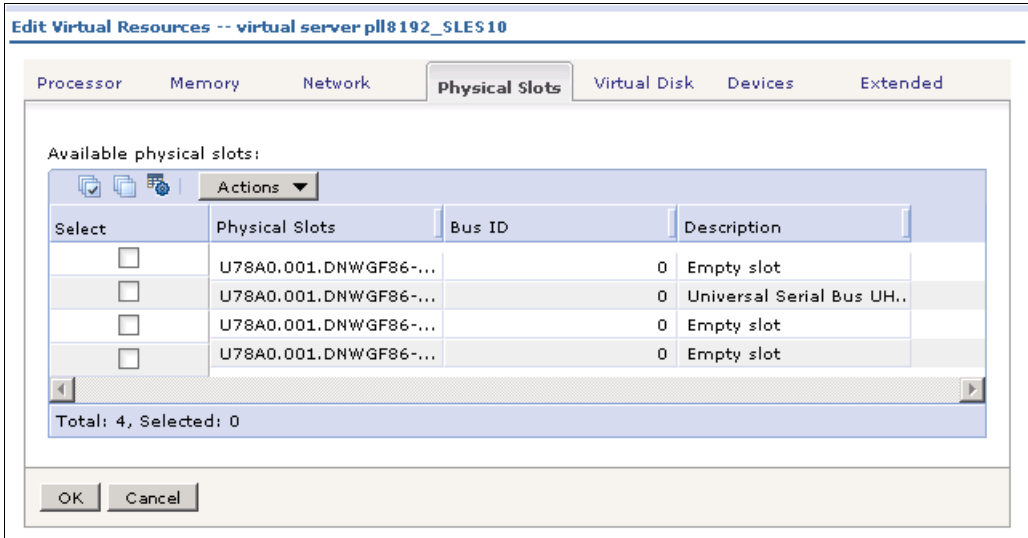 Edit Virtual Resources -- virtual server pll8192_SLES10
Processor Memory Network Physical Slots Virtual Disk Devices Extended
Available physical slots:
Actions
Select Physical Slots Bus ID Description
U78A0.001.DNWGF86-... 0 Empty slot
U78A0.001.DNWGF86-... 0 Universal Serial Bus UH..
U78A0.001.DNWGF86-... 0 Empty slot
U78A0.001.DNWGF86-... 0 Empty slot
Total: 4, Selected: 0
OK Cancel